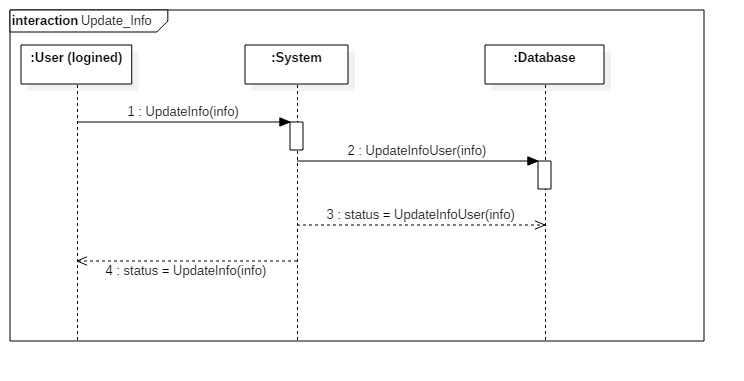 interaction Update_Info
:User (logined)
:System
:Database
1 : UpdateInfo(info)
2 : UpdateInfoUser(info)
3 : status = UpdateInfoUser(info)
4 : status = UpdateInfo(info)